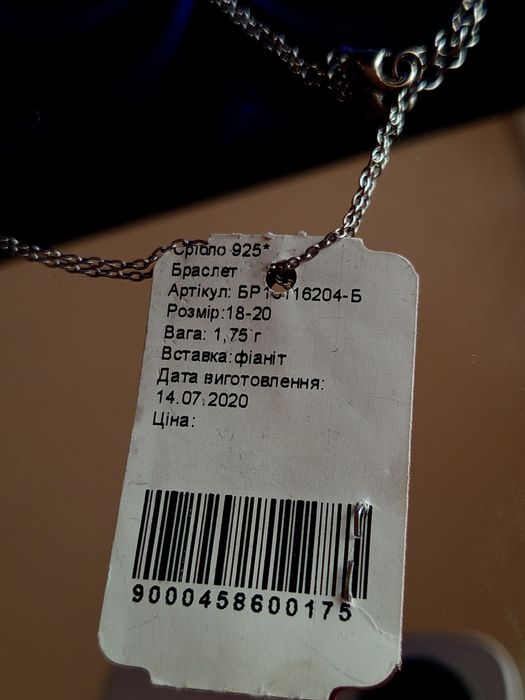 Срібло 925*
Браслет
Артикул: 
Розмір:18-20
Вага: 1,75 г
Вставка:фіаніт
Дата виготовлення:
14.07.2020
Ціна:
9000458600175